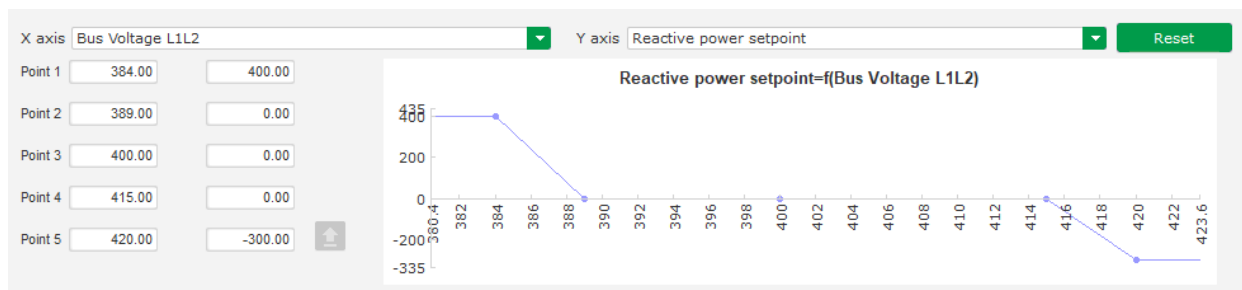 X axis Bus Voltage L1L2 Y axis Reactive power setpoint Reset
Point 1 384.00 400.00
Point 2 389.00 0.00
Point 3 400.00 0.00
Point 4 415.00 0.00
Point 5 420.00 -300.00
Reactive power setpoint=f(Bus Voltage L1L2)
435
400
200
0
-200
-335
380.4 382 384 386 388 390 392 394 396 398 400 402 404 406 408 410 412 414 416 418 420 422 423.6